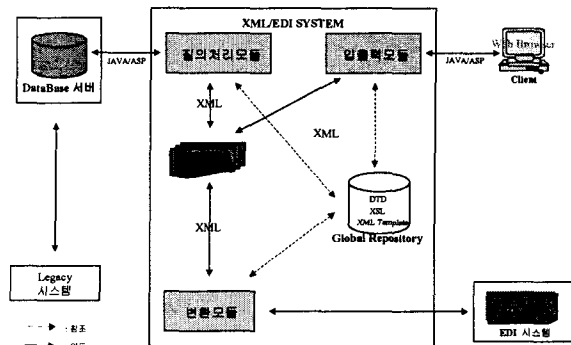 XML/EDI SYSTEM
질의처리모듈
입출력모듈
Web Browser
JAVA/ASP
JAVA/ASP
Client
DataBase 서버
XML
XML
XML
DTD
XSL
XML Template
Global Repository
Legacy
시스템
변환모듈
EDI 시스템
: 참조